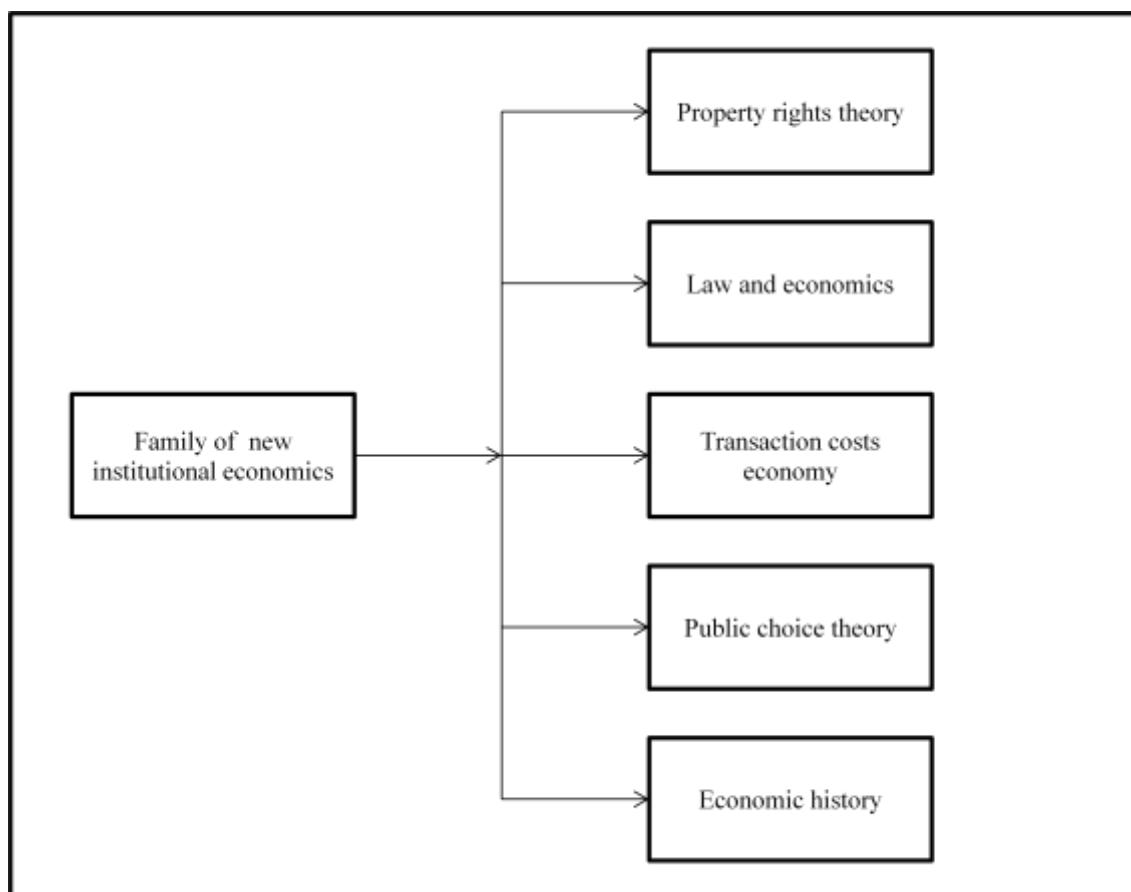 Property rights theory
Law and economics
Family of new
institutional economics
Transaction costs
economy
Public choice theory
Economic history